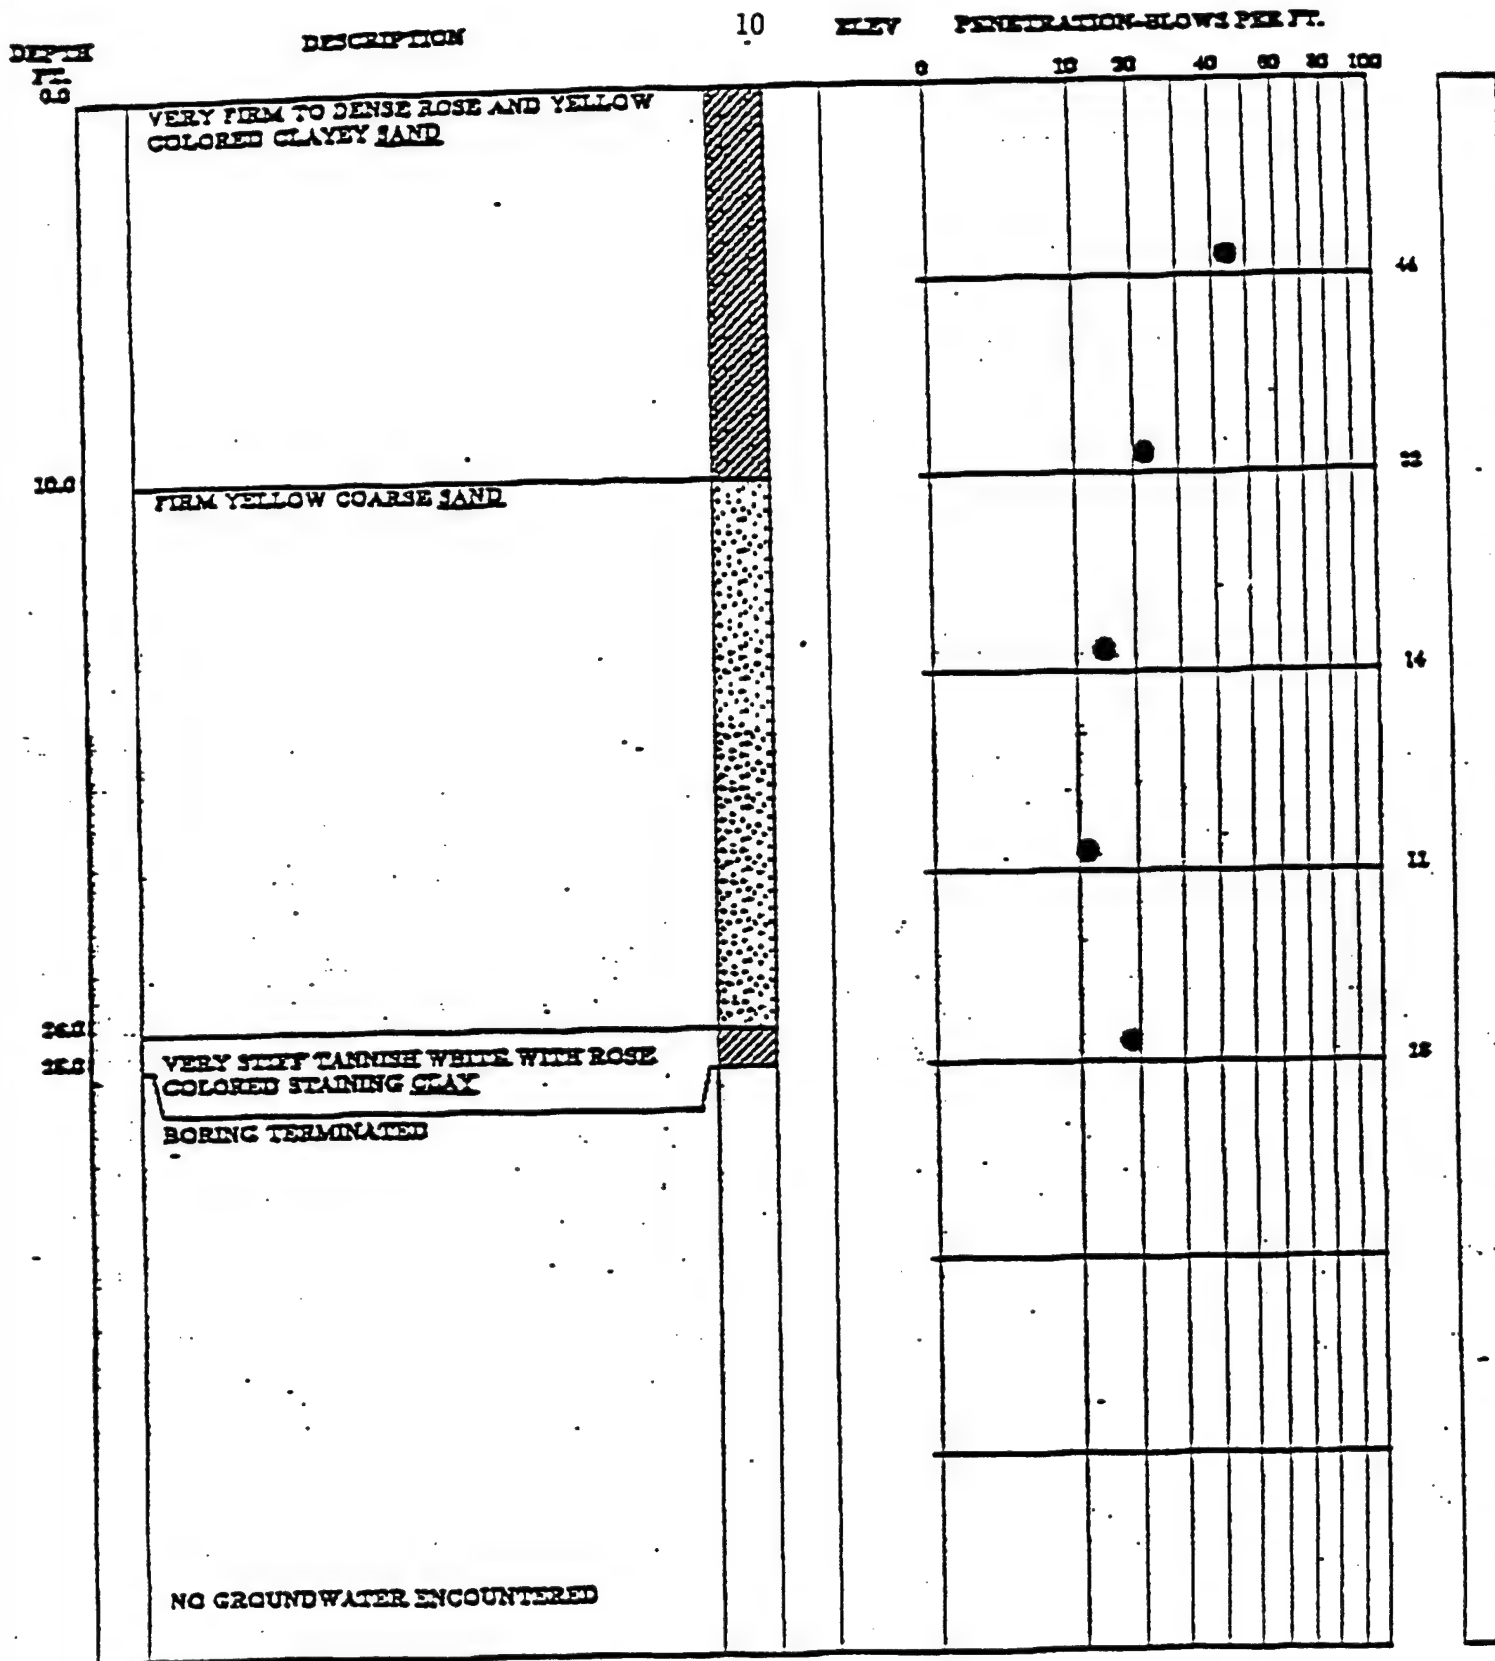 10
DEPTH FT. DESCRIPTION ELEV PENETRATION-BLOWS PER FT.
0 10 20 40 60 80 100
0.0
VERY FIRM TO DENSE ROSE AND YELLOW
COLORED CLAYEY SAND
44
10.0
FIRM YELLOW COARSE SAND
14
11
VERY STIFF TANNISH WHITE WITH ROSE
COLORED STAINING CLAY
BORING TERMINATED
NO GROUNDWATER ENCOUNTERED